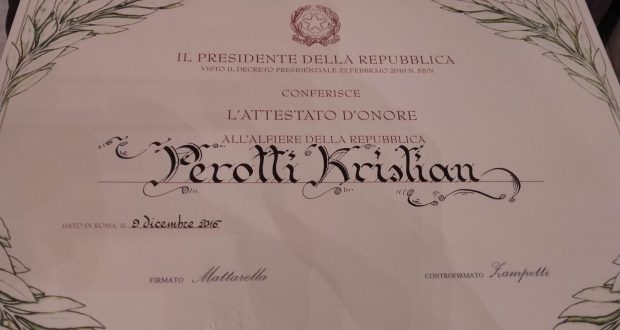 IL PRESIDENTE DELLA REPUBBLICA
VISTO IL DECRETO PRESIDENZIALE 22 FEBBRAIO 2010 N. 56/N
CONFERISCE
L'ATTESTATO D'ONORE
ALL'ALFIERE DELLA REPUBBLICA
Perotti Kristian
DATO IN ROMA, IL 9 dicembre 2015
FIRMATO Mattarella CONTROFIRMATO Zampetti